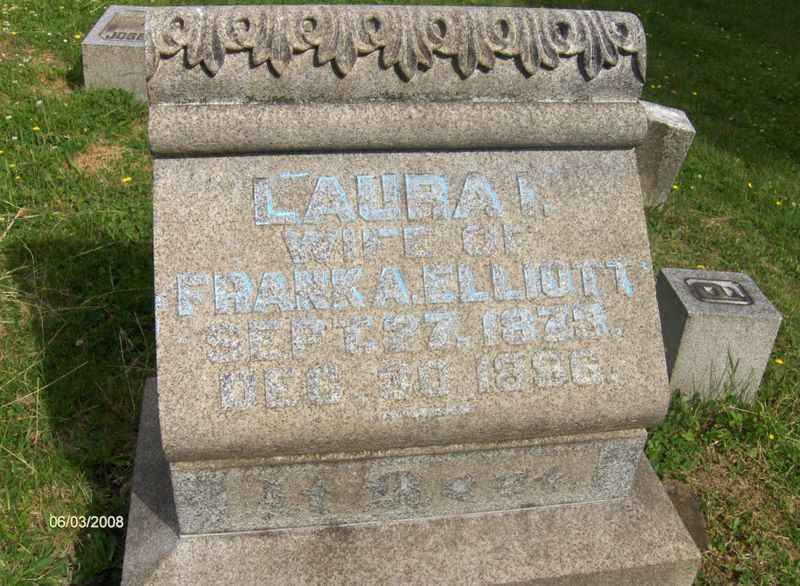 LAURA I.
WIFE OF
FRANK A. ELLIOTT
SEPT. 27. 1873.
DEC. 30 1896.
06/03/2008